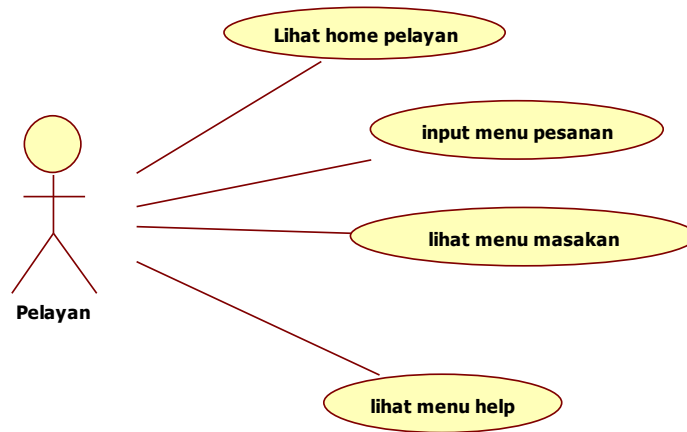 Lihat home pelayan
input menu pesanan
lihat menu masakan
Pelayan
lihat menu help